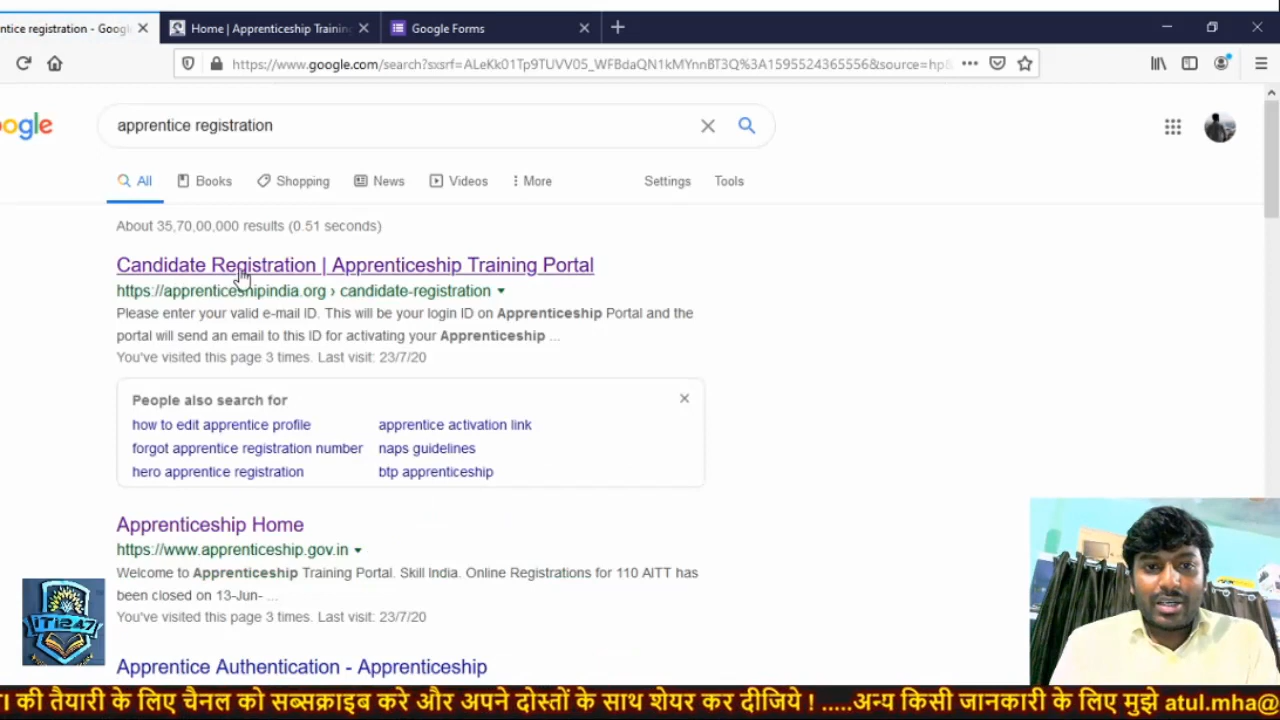 ntice registration - Goog
Home | Apprenticeship Training
Google Forms
https://www.google.com/search?sxsrf=ALeKk01Tp9TUVV05_WFBdaQN1kMYnnBT3Q%3A1595524365556&source=hp&
ogle
apprentice registration
All
Books
Shopping
News
Videos
More
Settings
Tools
About 35,70,00,000 results (0.51 seconds)
Candidate Registration | Apprenticeship Training Portal
https://apprenticeshipindia.org › candidate-registration
Please enter your valid e-mail ID. This will be your login ID on Apprenticeship Portal and the
portal will send an email to this ID for activating your Apprenticeship ...
You've visited this page 3 times. Last visit: 23/7/20
People also search for
how to edit apprentice profile
apprentice activation link
forgot apprentice registration number
naps guidelines
hero apprentice registration
btp apprenticeship
Apprenticeship Home
https://www.apprenticeship.gov.in
Welcome to Apprenticeship Training Portal. Skill India. Online Registrations for 110 AITT has
been closed on 13-Jun- ...
You've visited this page 3 times. Last visit: 23/7/20
iTi247
Apprentice Authentication - Apprenticeship
की तैयारी के लिए चैनल को सब्सक्राइब करे और अपने दोस्तों के साथ शेयर कर दीजिये ! .....अन्य किसी जानकारी के लिए मुझे atul.mha@